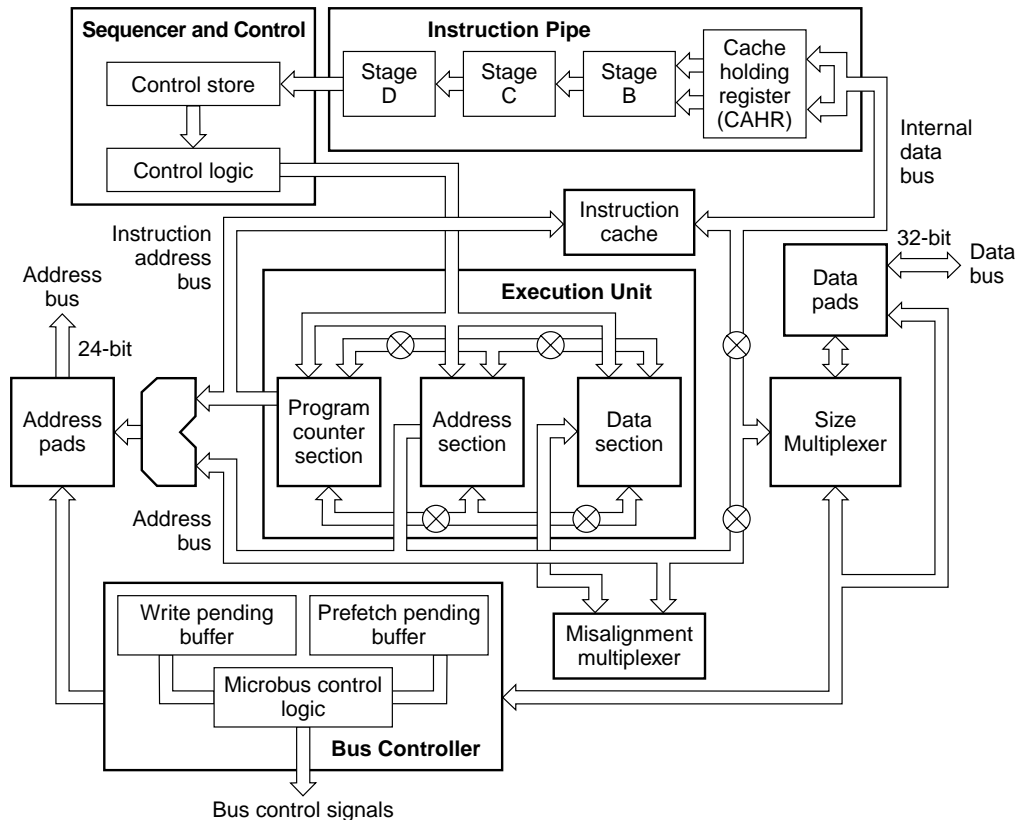 Sequencer and Control
Control store
Control logic
Instruction Pipe
Stage
D
Stage
C
Stage
B
Cache
holding
register
(CAHR)
Internal
data
bus
Instruction
address
bus
Instruction
cache
32-bit
Data
bus
Data
pads
Address
bus
24-bit
Address
pads
Execution Unit
Program
counter
section
Address
section
Data
section
Size
Multiplexer
Address
bus
Write pending
buffer
Prefetch pending
buffer
Microbus control
logic
Bus Controller
Misalignment
multiplexer
Bus control signals